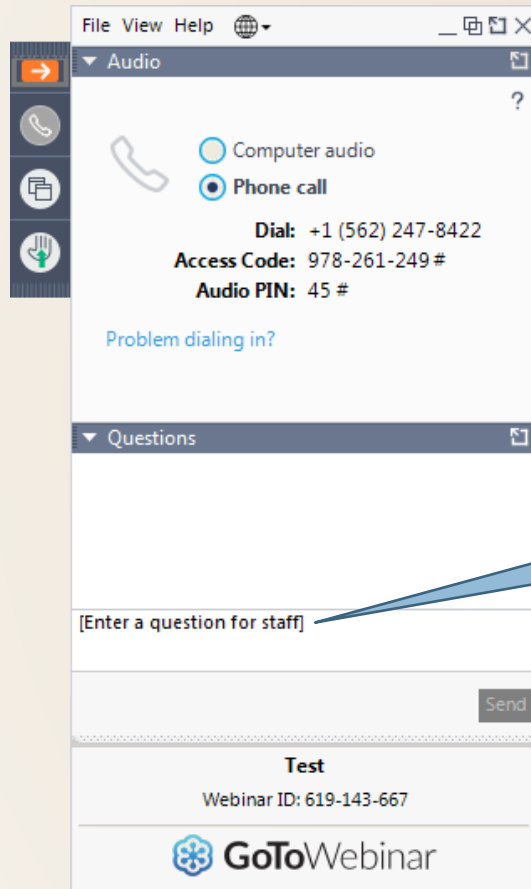 File View Help
Audio
?
Computer audio
Phone call
Dial: +1 (562) 247-8422
Access Code: 978-261-249 #
Audio PIN: 45 #
Problem dialing in?
Questions
[Enter a question for staff]
Send
Test
Webinar ID: 619-143-667
GoToWebinar